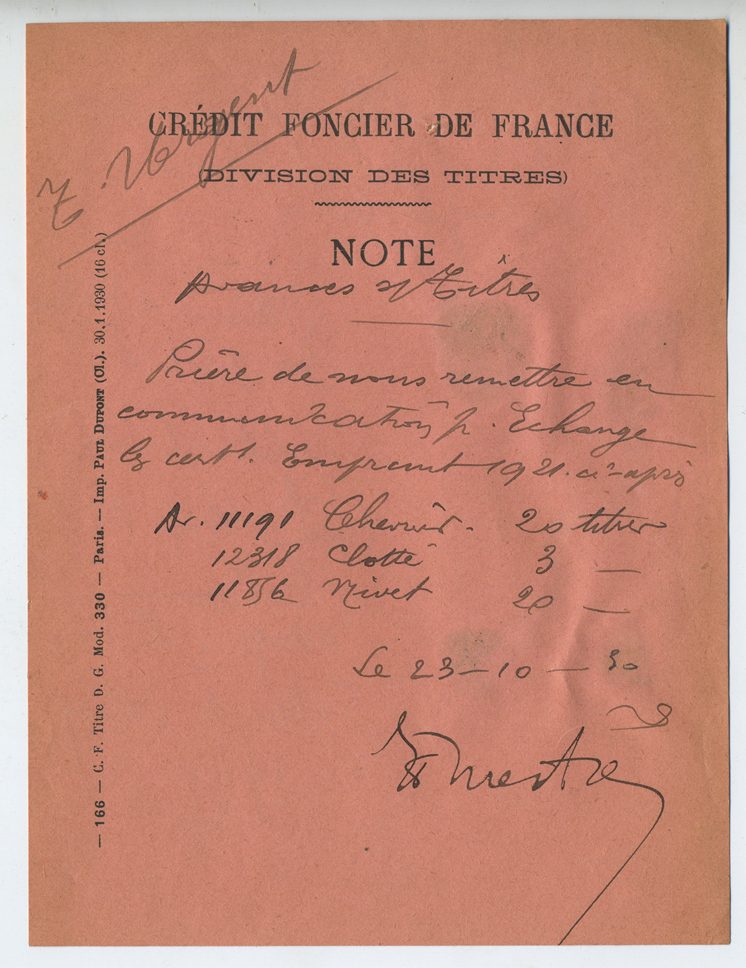 T. Urgent
CRÉDIT FONCIER DE FRANCE
(DIVISION DES TITRES)
NOTE
Avances s/ Titres
Prière de nous remettre en
communication p. Echange
les cert. Emprunt 1921. ci-après
Av. 11191 Chevrier. 20 titres
12318 Clotte 3 —
11856 Nivet 20 —
Le 23-10-30
— 166 — C. F. Titre D. G. Mod. 330 — Paris. — Imp. PAUL DUPONT (Cl.). 30.1.1930 (16 ch.)